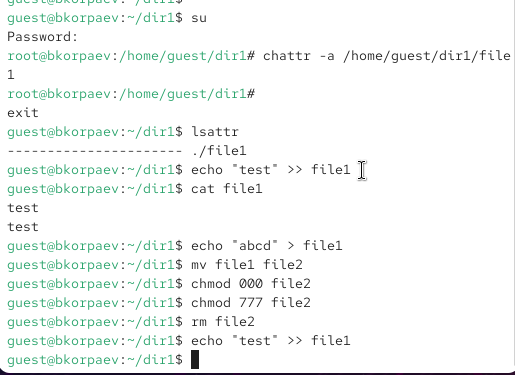 guest@bkorpaev:~/dir1$ su
Password:
root@bkorpaev:/home/guest/dir1# chattr -a /home/guest/dir1/file
1
root@bkorpaev:/home/guest/dir1#
exit
guest@bkorpaev:~/dir1$ lsattr
---------------------- ./file1
guest@bkorpaev:~/dir1$ echo "test" >> file1
guest@bkorpaev:~/dir1$ cat file1
test
test
guest@bkorpaev:~/dir1$ echo "abcd" > file1
guest@bkorpaev:~/dir1$ mv file1 file2
guest@bkorpaev:~/dir1$ chmod 000 file2
guest@bkorpaev:~/dir1$ chmod 777 file2
guest@bkorpaev:~/dir1$ rm file2
guest@bkorpaev:~/dir1$ echo "test" >> file1
guest@bkorpaev:~/dir1$